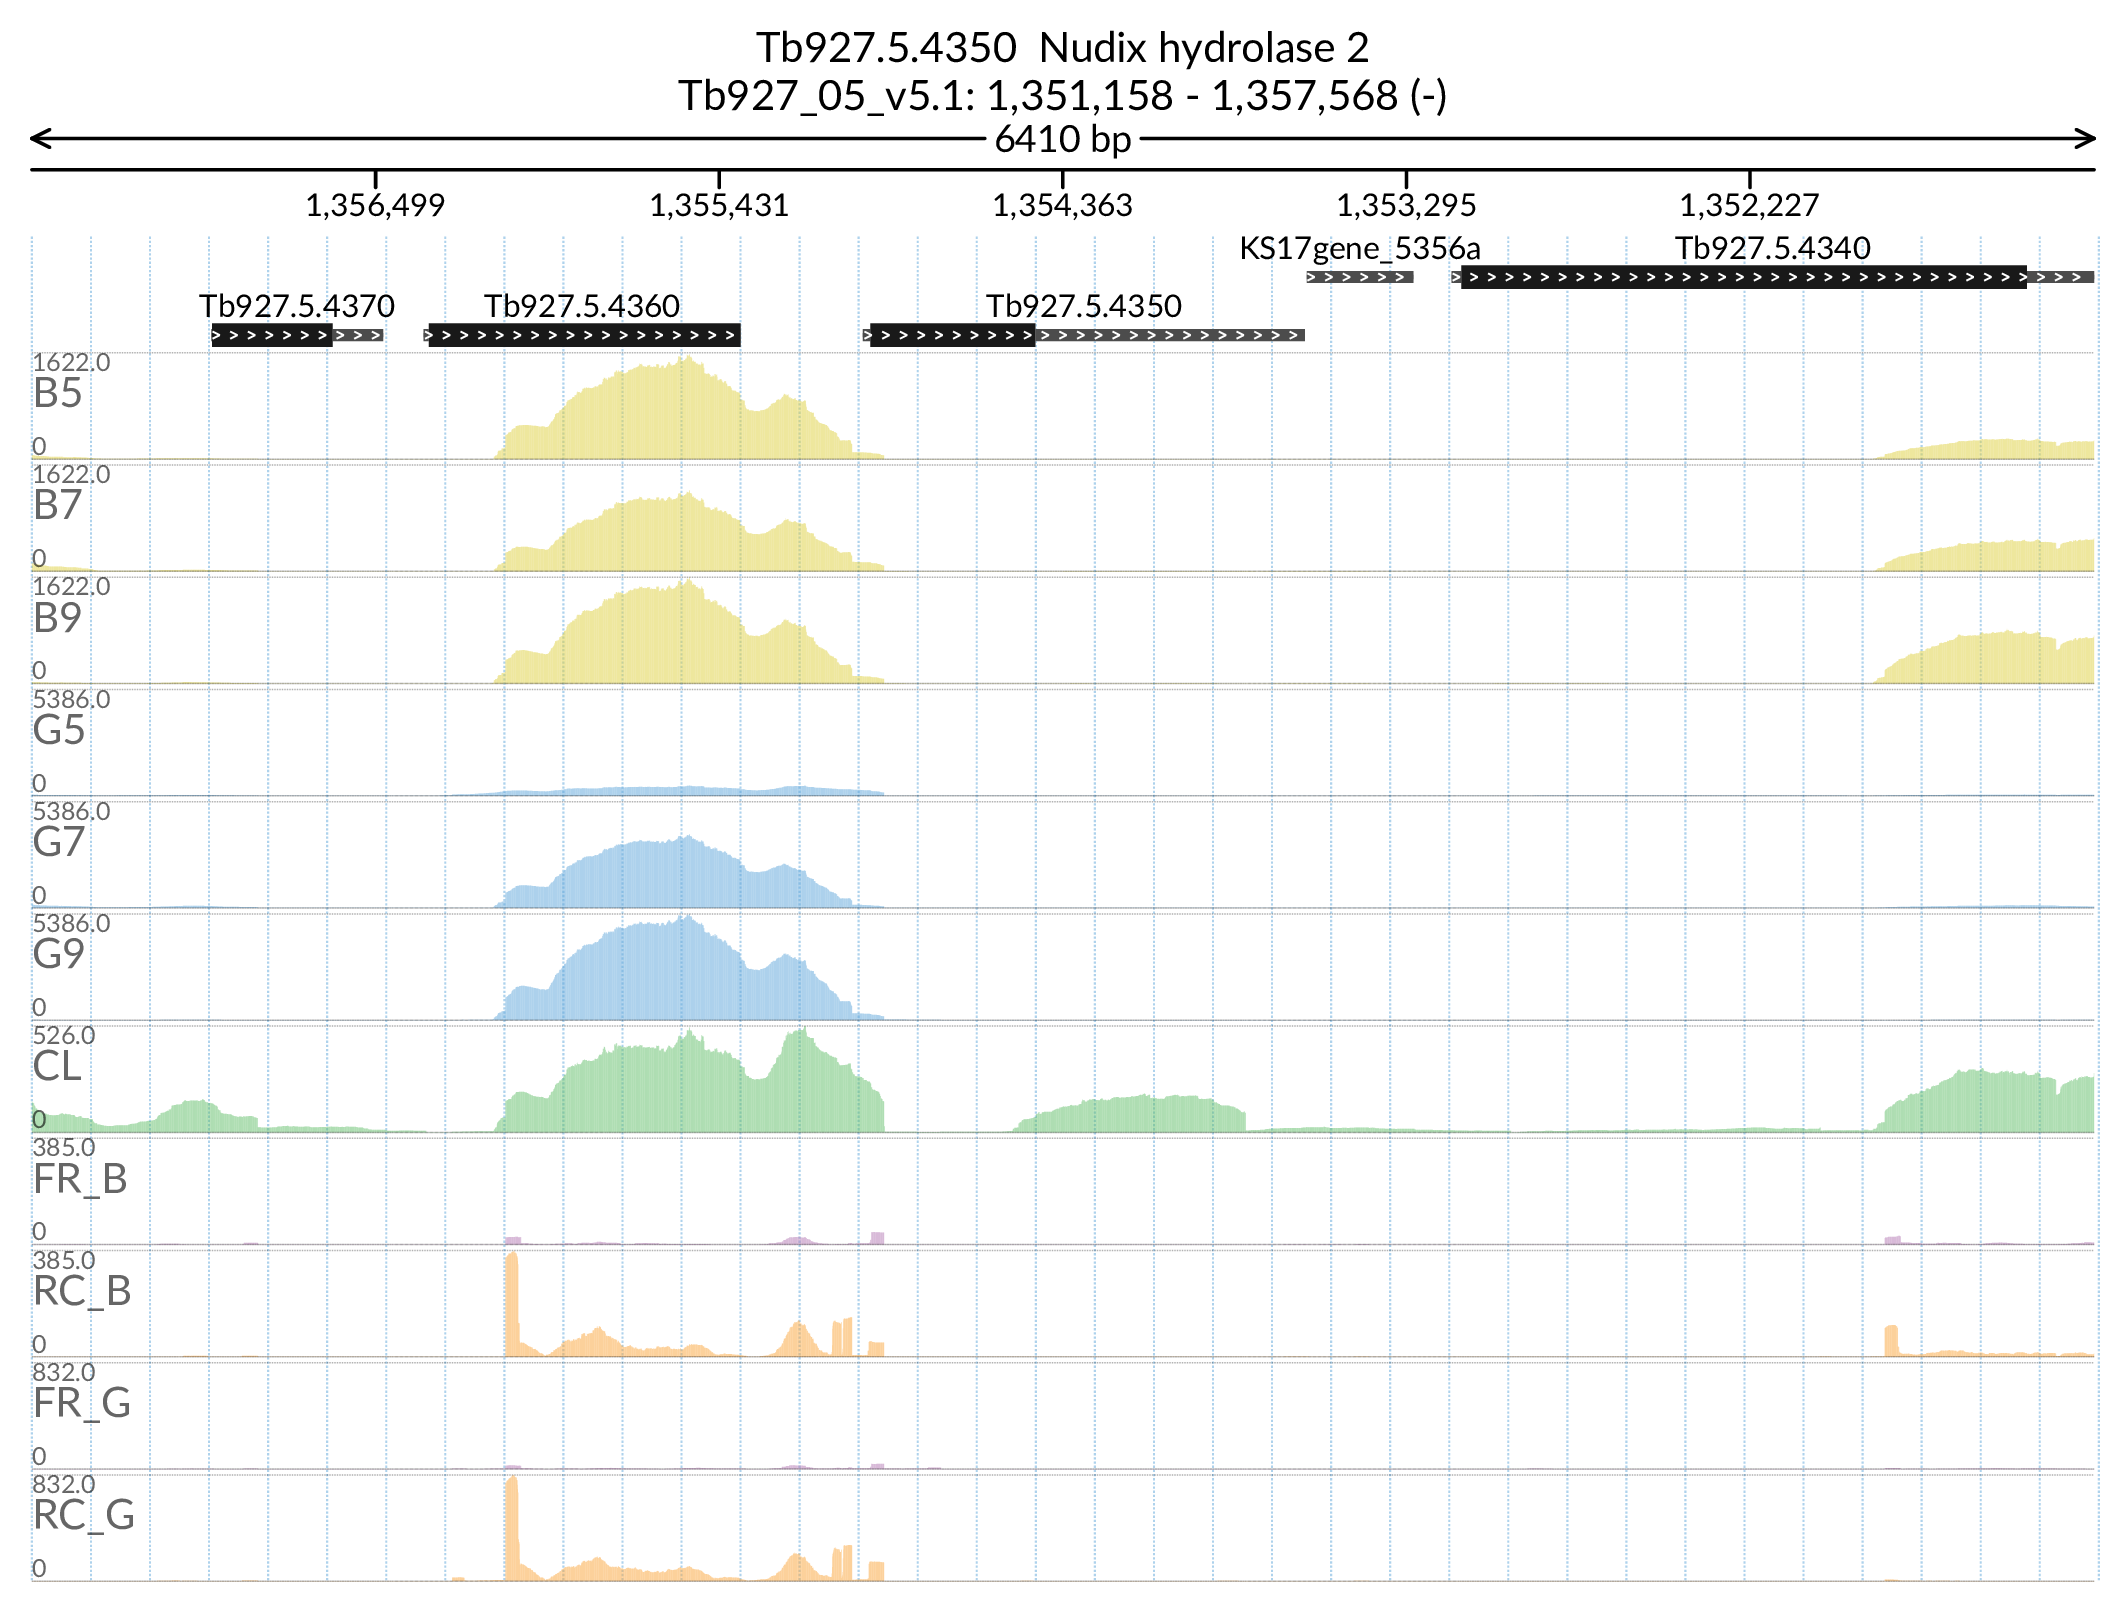 Tb927.5.4350  Nudix hydrolase 2
Tb927_05_v5.1: 1,351,158 - 1,357,568 (-)
6410 bp
1,356,499 1,355,431 1,354,363 1,353,295 1,352,227
KS17gene_5356a Tb927.5.4340
Tb927.5.4370 Tb927.5.4360 Tb927.5.4350
1622.0
B5
0
1622.0
B7
0
1622.0
B9
0
5386.0
G5
0
5386.0
G7
0
5386.0
G9
0
526.0
CL
0
385.0
FR_B
0
385.0
RC_B
0
832.0
FR_G
0
832.0
RC_G
0